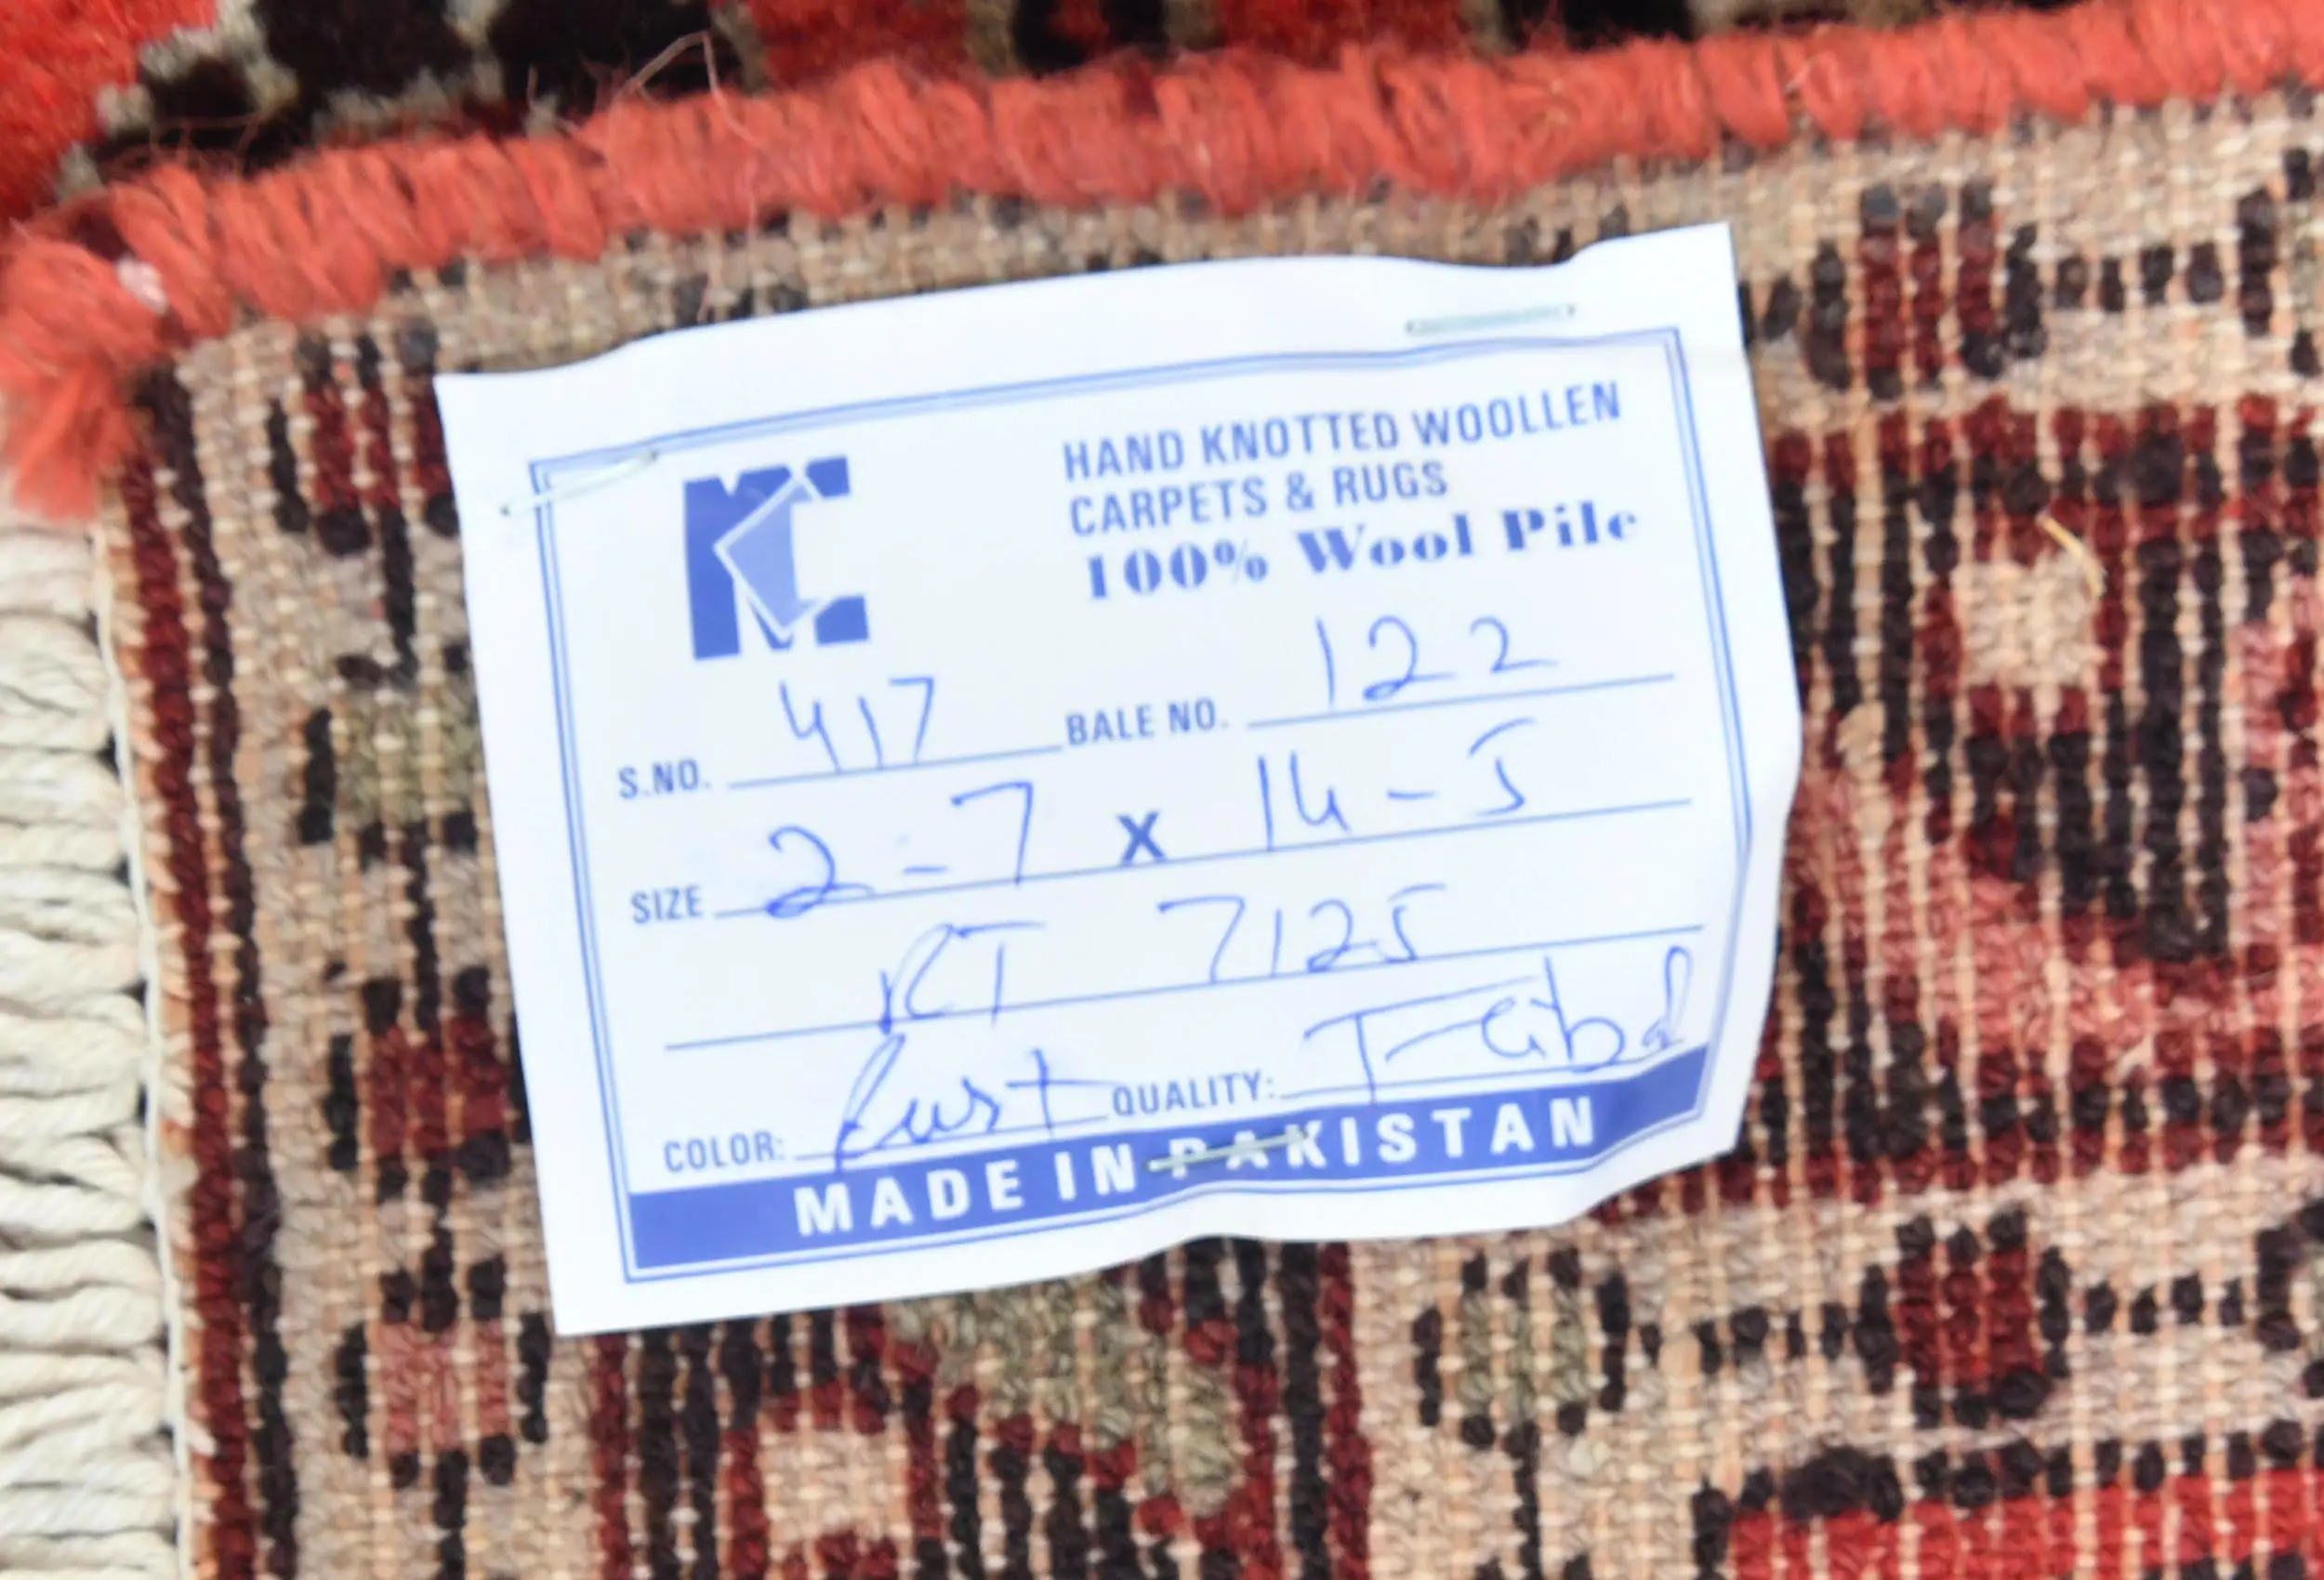 KC
HAND KNOTTED WOOLLEN
CARPETS & RUGS
100% Wool Pile
S.NO. 417 BALE NO. 122
SIZE 2-7 X 14-5
KT 7125
COLOR: Rust QUALITY: Tribal
MADE IN PAKISTAN